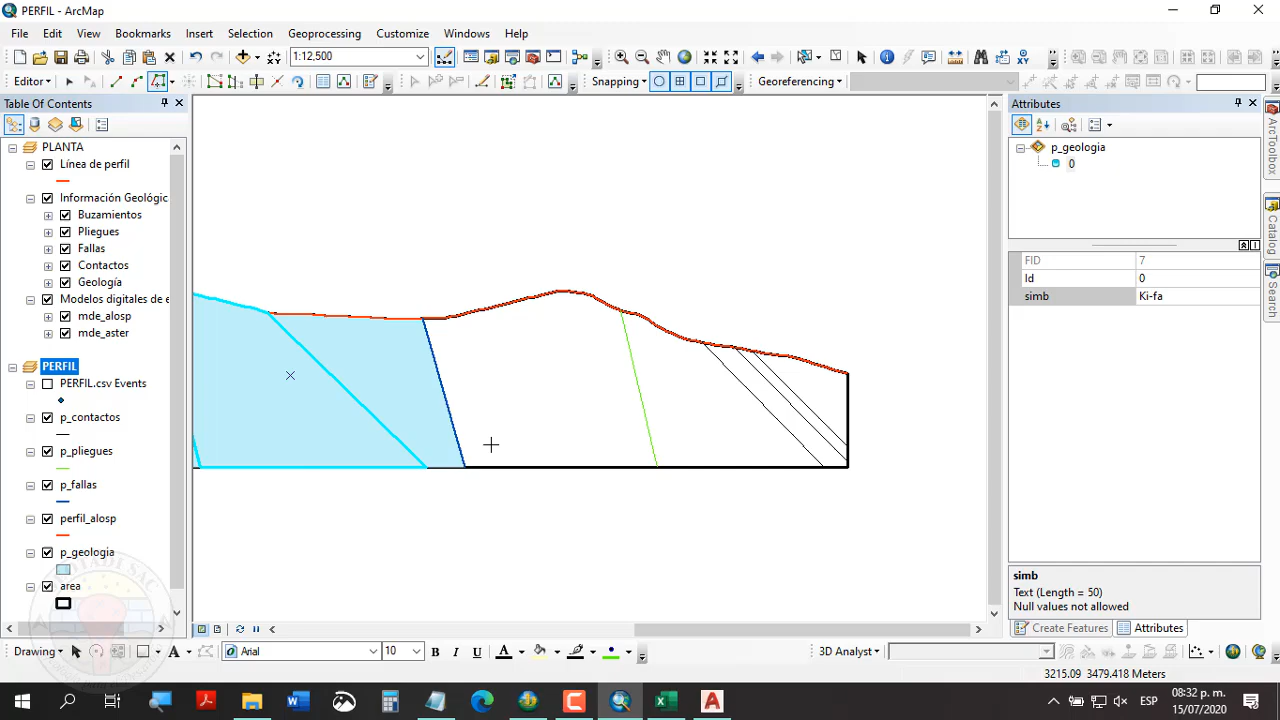 PERFIL - ArcMap
File Edit View Bookmarks Insert Selection Geoprocessing Customize Windows Help
1:12,500
Editor Snapping Georeferencing
Table Of Contents
PLANTA
Línea de perfil
Información Geológic
Buzamientos
Pliegues
Fallas
Contactos
Geología
Modelos digitales de e
mde_alosp
mde_aster
PERFIL
PERFIL.csv Events
p_contactos
p_pliegues
p_fallas
perfil_alosp
p_geologia
area
Attributes
p_geologia
0
FID 7
Id 0
simb Ki-fa
simb
Text (Length = 50)
Null values not allowed
Create Features Attributes
ArcToolbox
Catalog
Search
Drawing Arial 10 B I U A 3D Analyst
3215.09 3479.418 Meters
ESP
08:32 p. m.
15/07/2020